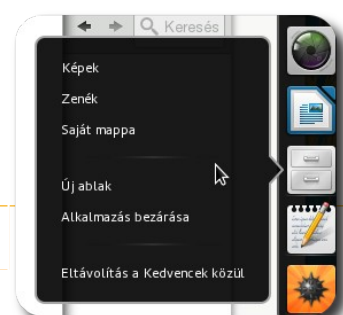 Keresés
Képek
Zenék
Saját mappa
Új ablak
Alkalmazás bezárása
Eltávolítás a Kedvencek közül